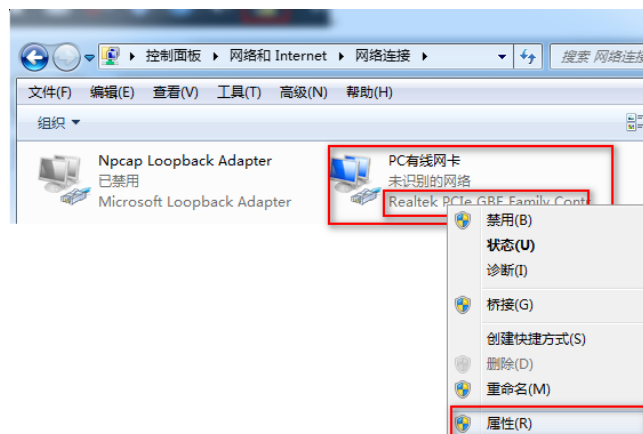 控制面板 ▸ 网络和 Internet ▸ 网络连接 ▸ 搜索 网络连接
文件(F) 编辑(E) 查看(V) 工具(T) 高级(N) 帮助(H)
组织
Npcap Loopback Adapter
已禁用
Microsoft Loopback Adapter
PC有线网卡
未识别的网络
Realtek PCIe GBE Family Contr
禁用(B)
状态(U)
诊断(I)
桥接(G)
创建快捷方式(S)
删除(D)
重命名(M)
属性(R)